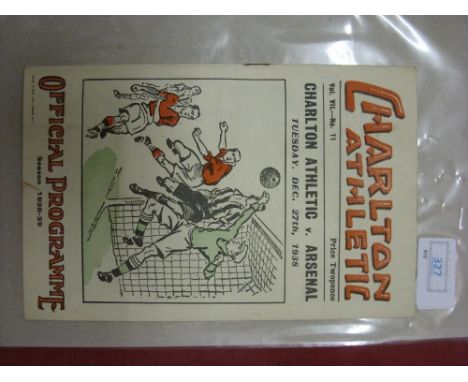 CHARLTON
ATHLETIC
Vol. VII.—No. 11
Price Twopence
CHARLTON ATHLETIC v. ARSENAL
TUESDAY, DEC. 27th, 1938
OFFICIAL PROGRAMME
Season 1938-39
327